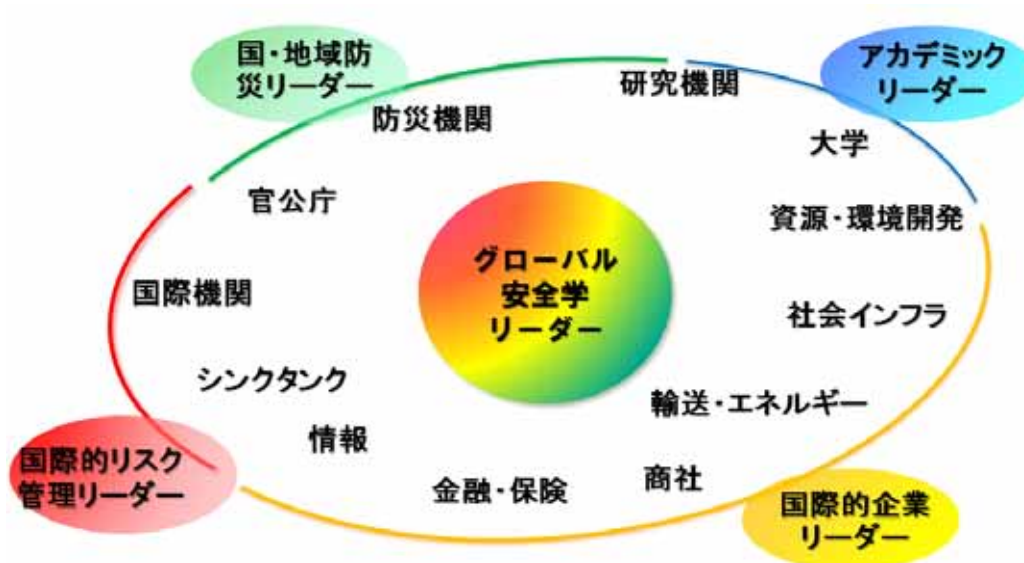 国・地域防
災リーダー
アカデミック
リーダー
研究機関
防災機関
大学
官公庁
資源・環境開発
グローバル
安全学
リーダー
国際機関
社会インフラ
シンクタンク
輸送・エネルギー
情報
国際的リスク
管理リーダー
金融・保険
商社
国際的企業
リーダー